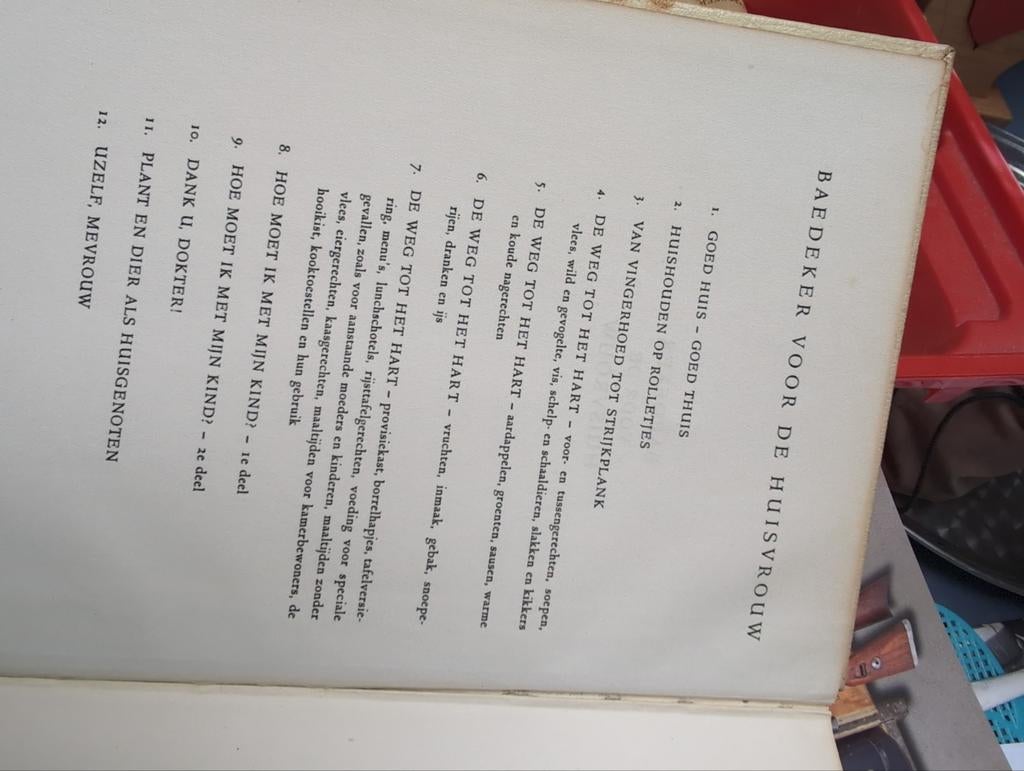 BAEDEKER VOOR DE HUISVROUW
1. GOED HUIS – GOED THUIS
2. HUISHOUDEN OP ROLLETJES
3. VAN VINGERHOED TOT STRIJKPLANK
4. DE WEG TOT HET HART – voor- en tussengerechten, soepen,
vlees, wild en gevogelte, vis, schelp- en schaaldieren, slakken en kikkers
5. DE WEG TOT HET HART – aardappelen, groenten, sausen, warme
en koude nagerechten
6. DE WEG TOT HET HART – vruchten, inmaak, gebak, snoepe-
rijen, dranken en ijs
7. DE WEG TOT HET HART – provisiekast, borrelhapjes, tafelversie-
ring, menu's, lunchschotels, rijsttafelgerechten, voeding voor speciale
gevallen, zoals voor aanstaande moeders en kinderen, maaltijden zonder
vlees, eiergerechten, kaasgerechten, maaltijden voor kamerbewoners, de
hooikist, kooktoestellen en hun gebruik
8. HOE MOET IK MET MIJN KIND? – 1e deel
9. HOE MOET IK MET MIJN KIND? – 2e deel
10. DANK U, DOKTER!
11. PLANT EN DIER ALS HUISGENOTEN
12. UZELF, MEVROUW